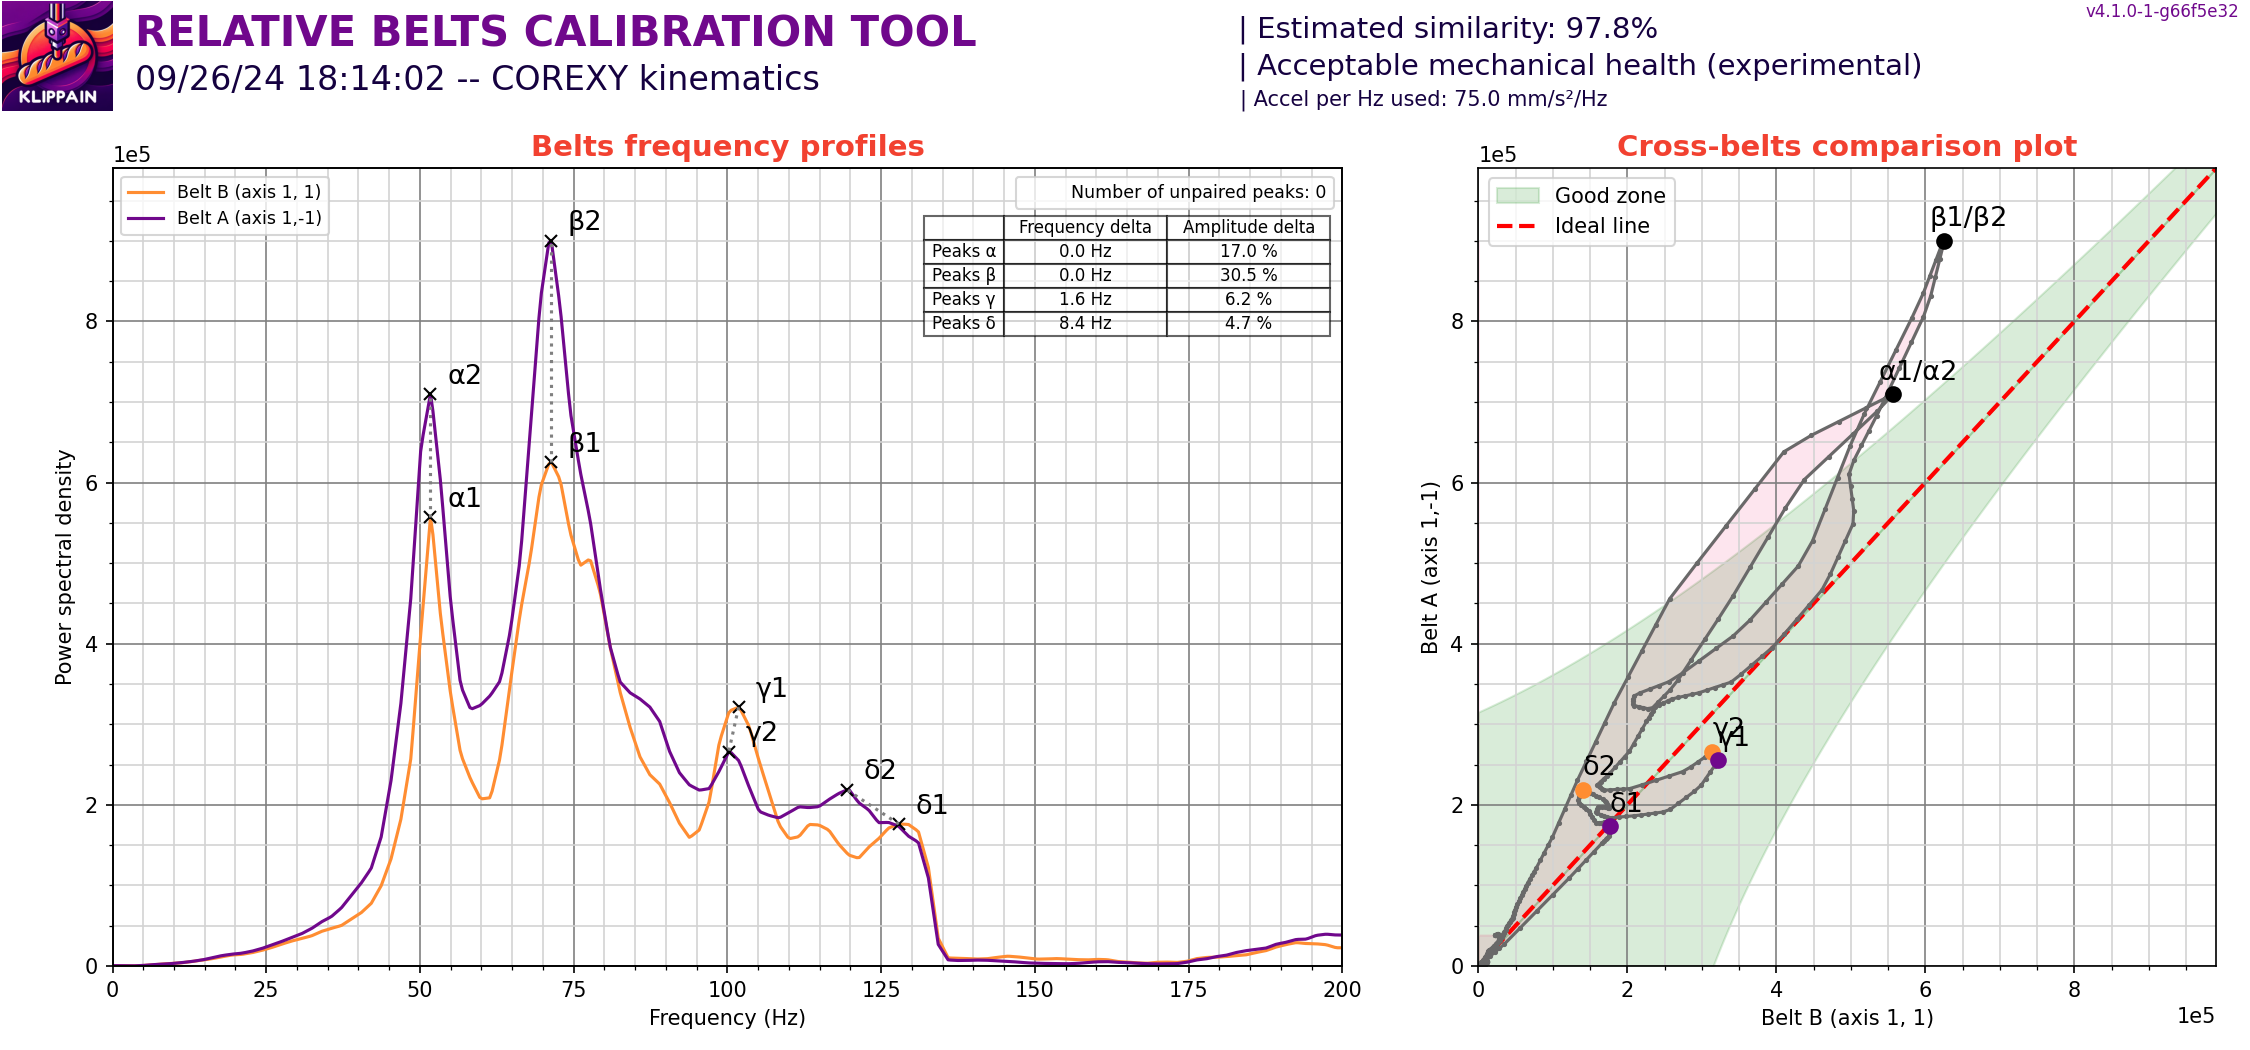 KLIPPAIN
RELATIVE BELTS CALIBRATION TOOL
09/26/24 18:14:02 -- COREXY kinematics
| Estimated similarity: 97.8%
| Acceptable mechanical health (experimental)
| Accel per Hz used: 75.0 mm/s²/Hz
v4.1.0-1-g66f5e32
Belts frequency profiles
1e5
Belt B (axis 1, 1)
Belt A (axis 1,-1)
Number of unpaired peaks: 0
Frequency delta Amplitude delta
Peaks α 0.0 Hz 17.0 %
Peaks β 0.0 Hz 30.5 %
Peaks γ 1.6 Hz 6.2 %
Peaks δ 8.4 Hz 4.7 %
β2
α2
β1
α1
γ1
γ2
δ2
δ1
8
6
4
2
0
Power spectral density
0 25 50 75 100 125 150 175 200
Frequency (Hz)
Cross-belts comparison plot
1e5
Good zone
Ideal line
β1/β2
α1/α2
γ2
γ1
δ2
δ1
8
6
4
2
0
Belt A (axis 1,-1)
0 2 4 6 8
1e5
Belt B (axis 1, 1)